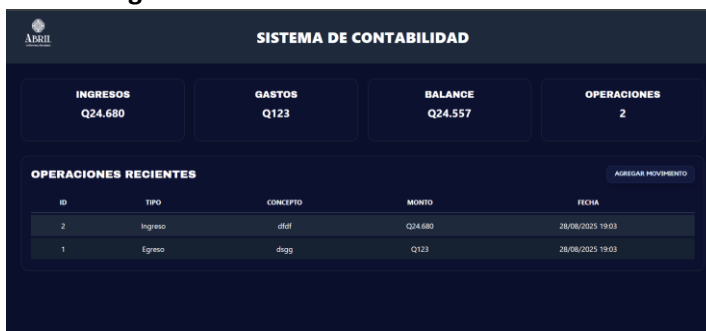 ABRIL
SISTEMA DE CONTABILIDAD
INGRESOS GASTOS BALANCE OPERACIONES
Q24.680 Q123 Q24.557 2
OPERACIONES RECIENTES AGREGAR MOVIMIENTO
ID TIPO CONCEPTO MONTO FECHA
2 Ingreso dfdf Q24.680 28/08/2025 19:03
1 Egreso dsgg Q123 28/08/2025 19:03